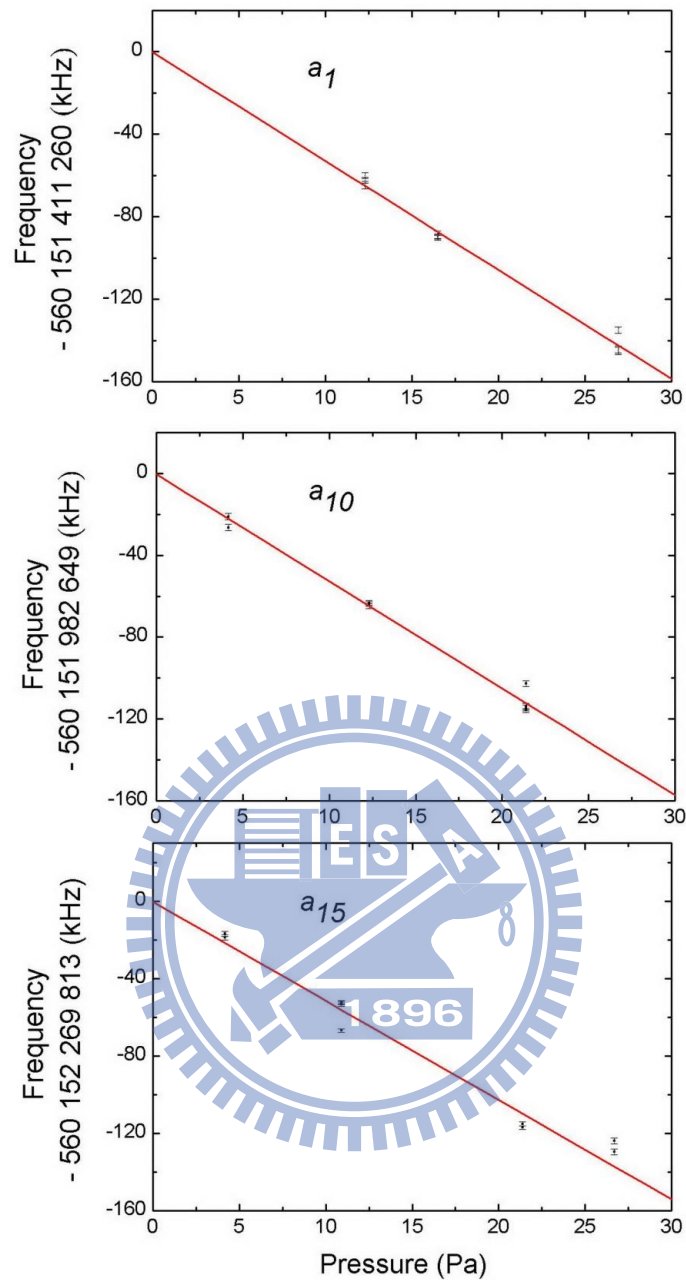 0
-40
-80
-120
-160
0 5 10 15 20 25 30
Frequency
- 560 151 411 260 (kHz)
a1
0
-40
-80
-120
-160
0 5 10 15 20 25 30
Frequency
- 560 151 982 649 (kHz)
a10
0
-40
-80
-120
-160
0 5 10 15 20 25 30
Frequency
- 560 152 269 813 (kHz)
a15
Pressure (Pa)
E S A
1896